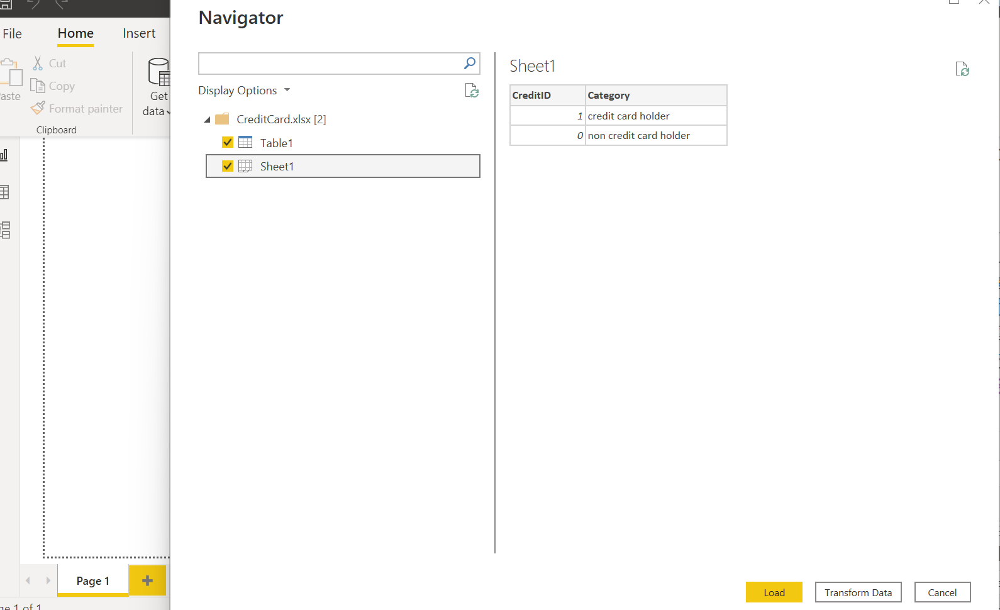 Navigator
File Home Insert
Cut
Copy
Format painter
Get
data
Clipboard
Display Options
CreditCard.xlsx [2]
Table1
Sheet1
Sheet1
CreditID Category
1 credit card holder
0 non credit card holder
Page 1
1 of 1
Load Transform Data Cancel